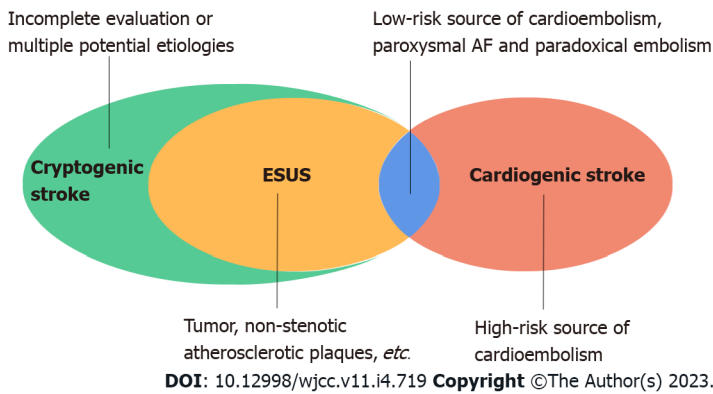 Incomplete evaluation or
multiple potential etiologies
Low-risk source of cardioembolism,
paroxysmal AF and paradoxical embolism
Cryptogenic
stroke
ESUS
Cardiogenic stroke
Tumor, non-stenotic
atherosclerotic plaques, etc.
High-risk source of
cardioembolism
DOI: 10.12998/wjcc.v11.i4.719 Copyright ©The Author(s) 2023.